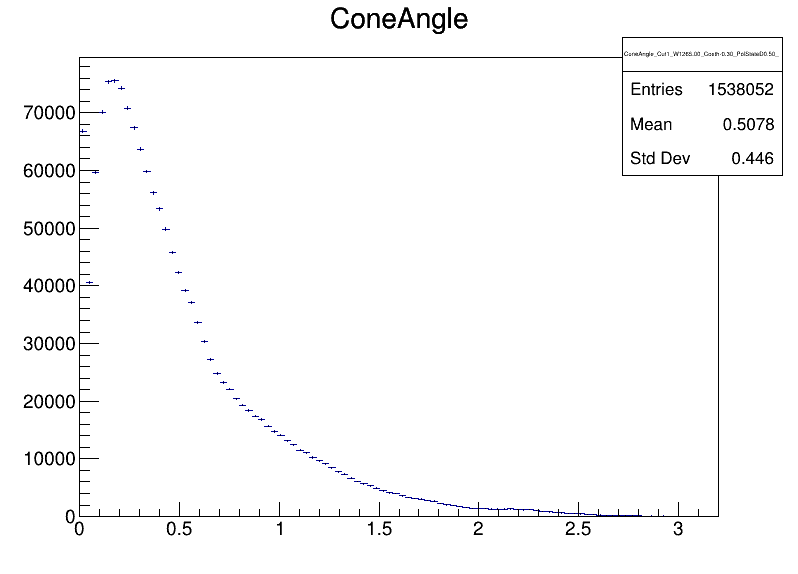 ConeAngle
ConeAngle_Cut1_W1265.00_Costh-0.30_PolStateD0.50_
Entries 1538052
Mean 0.5078
Std Dev 0.446
70000
60000
50000
40000
30000
20000
10000
0
0 0.5 1 1.5 2 2.5 3